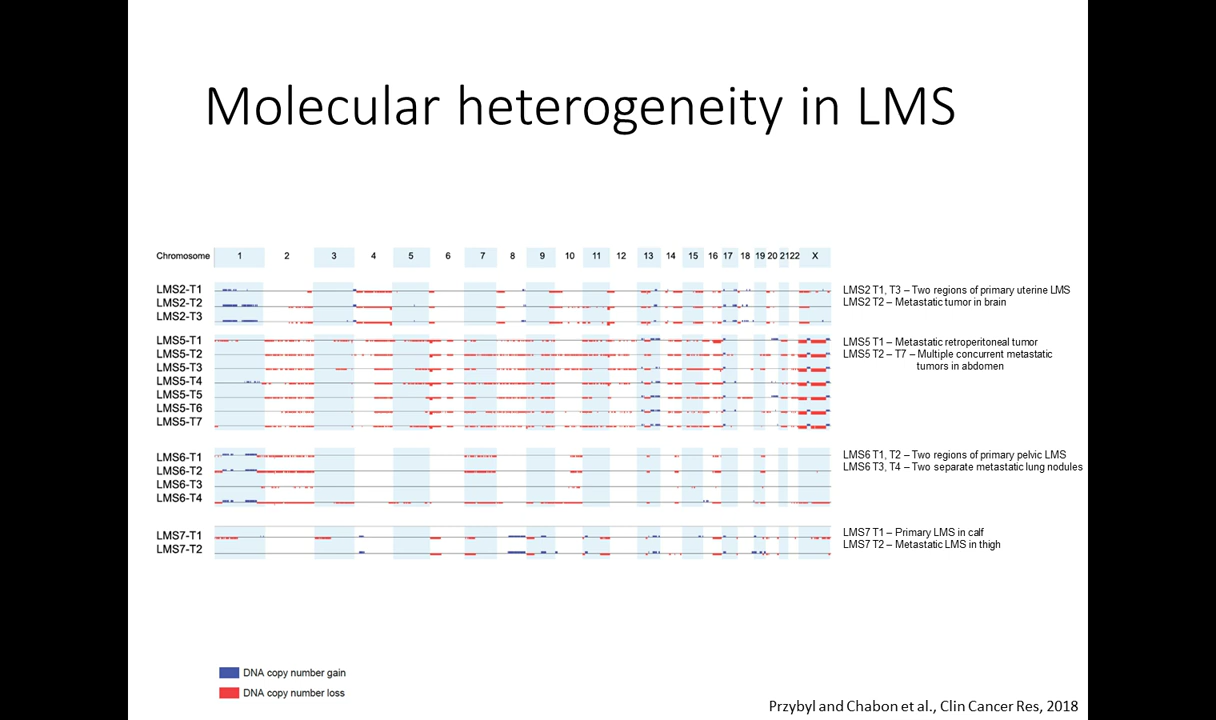 Molecular heterogeneity in LMS
Chromosome 1 2 3 4 5 6 7 8 9 10 11 12 13 14 15 16 17 18 19 20 21 22 X
LMS2-T1
LMS2-T2
LMS2-T3
LMS2 T1, T3 – Two regions of primary uterine LMS
LMS2 T2 – Metastatic tumor in brain
LMS5-T1
LMS5-T2
LMS5-T3
LMS5-T4
LMS5-T5
LMS5-T6
LMS5-T7
LMS5 T1 – Metastatic retroperitoneal tumor
LMS5 T2 – T7 – Multiple concurrent metastatic
tumors in abdomen
LMS6-T1
LMS6-T2
LMS6-T3
LMS6-T4
LMS6 T1, T2 – Two regions of primary pelvic LMS
LMS6 T3, T4 – Two separate metastatic lung nodules
LMS7-T1
LMS7-T2
LMS7 T1 – Primary LMS in calf
LMS7 T2 – Metastatic LMS in thigh
DNA copy number gain
DNA copy number loss
Przybyl and Chabon et al., Clin Cancer Res, 2018